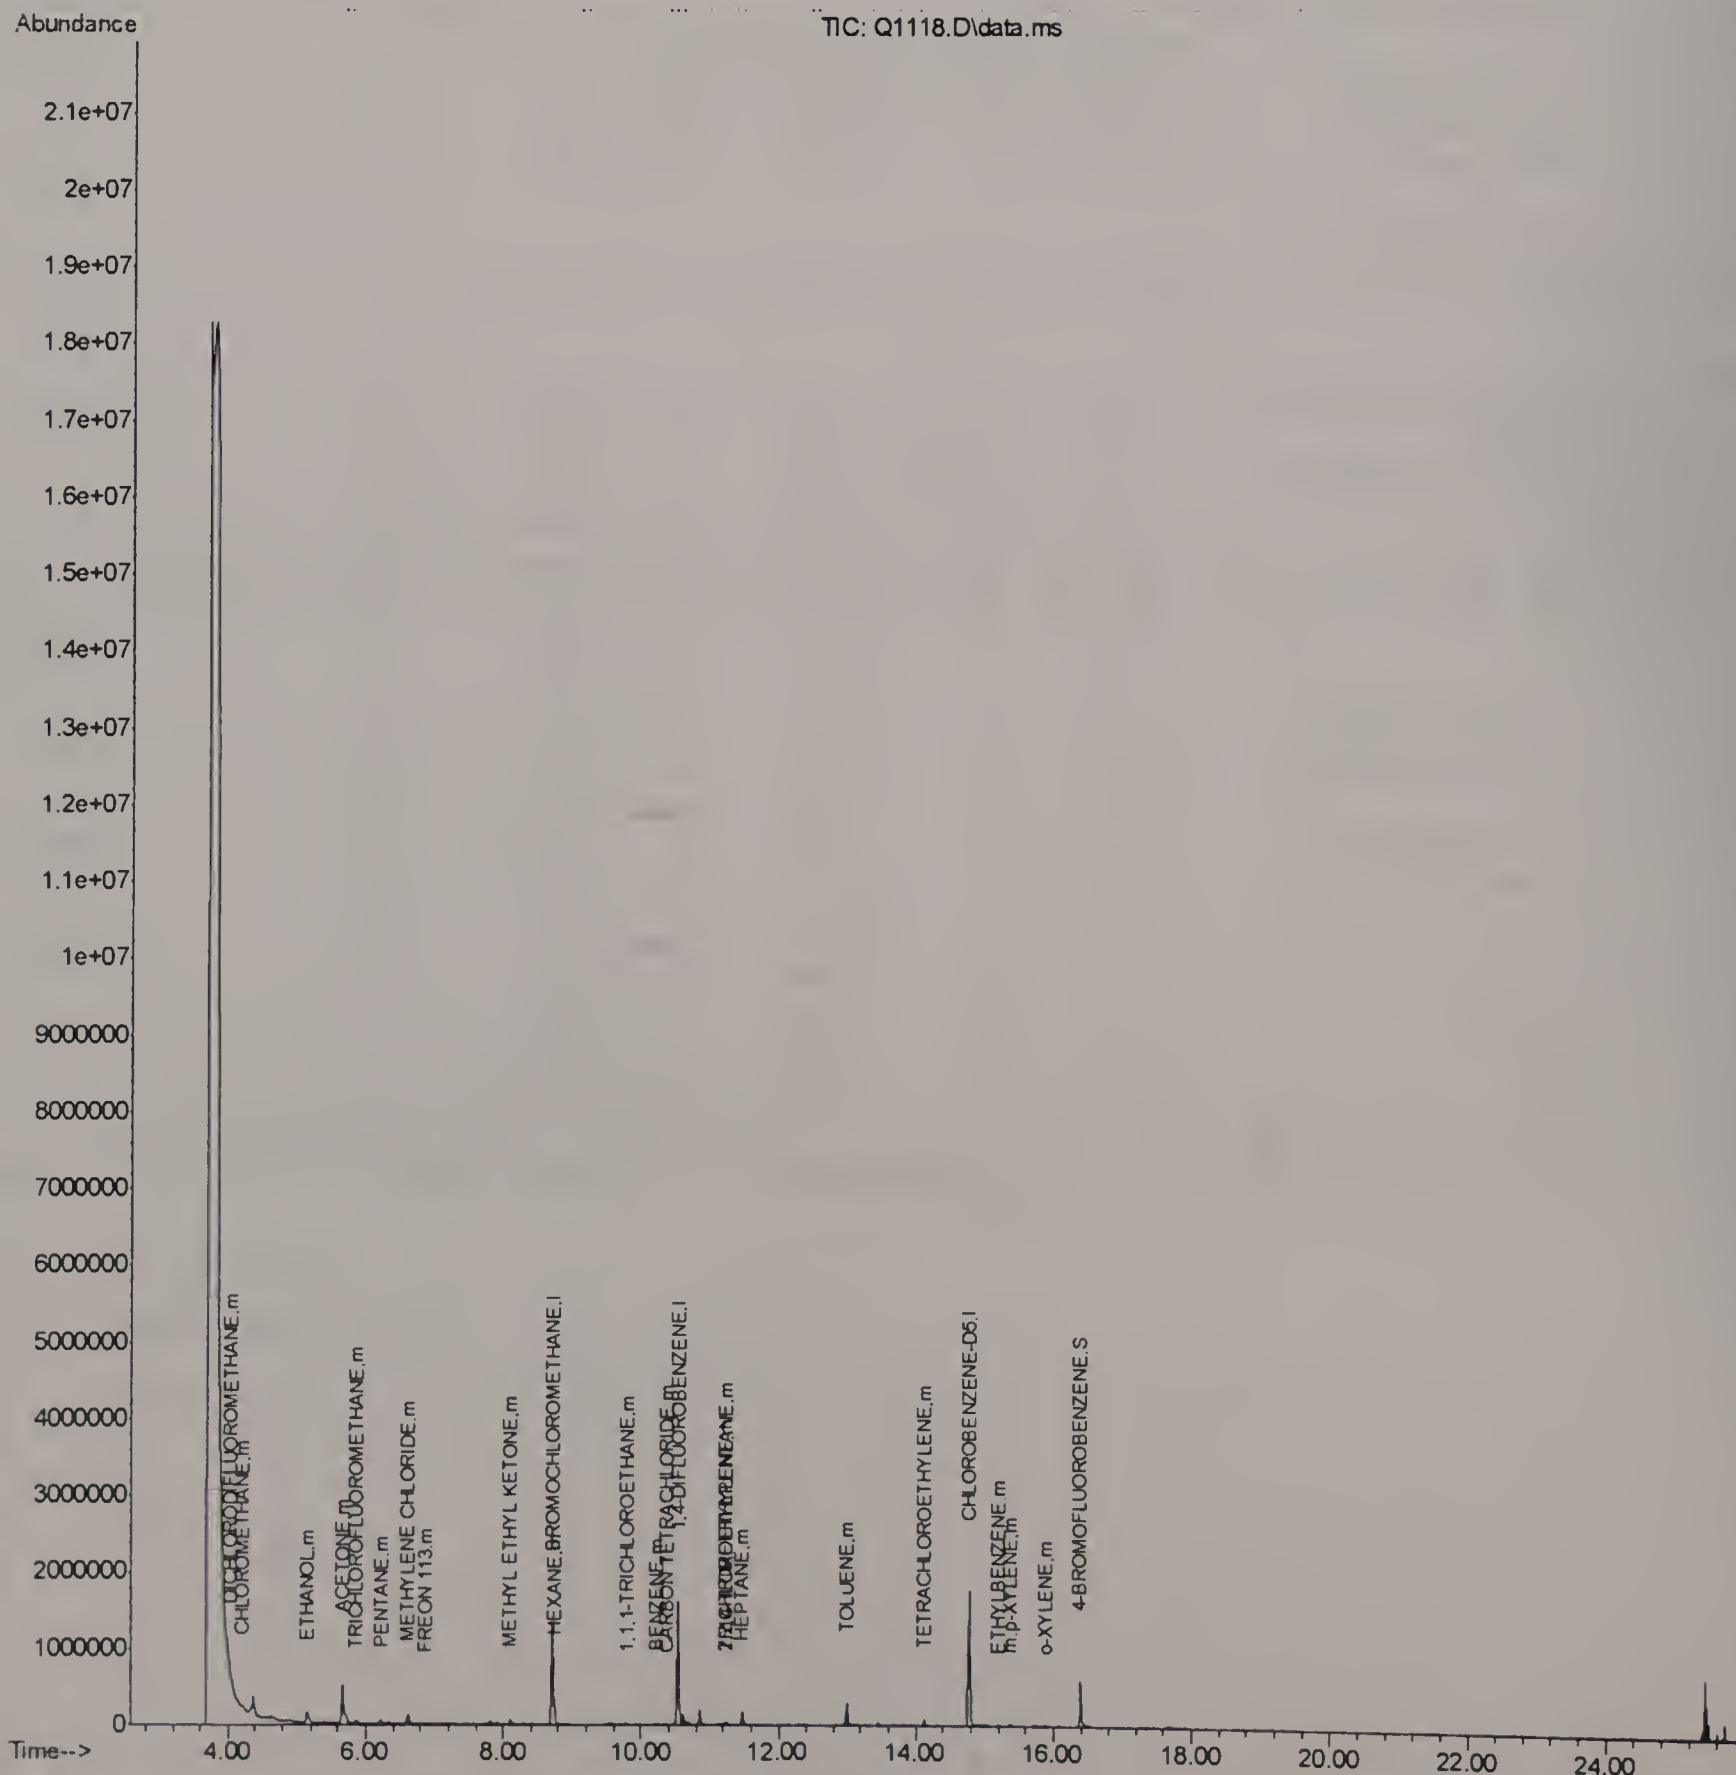 Abundance
TIC: Q1118.D\data.ms
2.1e+07
2e+07
1.9e+07
1.8e+07
1.7e+07
1.6e+07
1.5e+07
1.4e+07
1.3e+07
1.2e+07
1.1e+07
1e+07
9000000
8000000
7000000
6000000
5000000
4000000
3000000
2000000
1000000
0
DICHLORODIFLUOROMETHANE,m
CHLOROMETHANE,m
ETHANOL,m
ACETONE,m
TRICHLOROFLUOROMETHANE,m
PENTANE,m
METHYLENE CHLORIDE,m
FREON 113,m
METHYL ETHYL KETONE,m
HEXANE,m
BROMOCHLOROMETHANE,I
1,1,1-TRICHLOROETHANE,m
BENZENE,m
CARBON TETRACHLORIDE,m
1,4-DIFLUOROBENZENE,I
HEPTANE,m
TOLUENE,m
TETRACHLOROETHYLENE,m
CHLOROBENZENE-D5,I
ETHYLBENZENE,m
m,p-XYLENE,m
o-XYLENE,m
4-BROMOFLUOROBENZENE,S
Time-->
4.00 6.00 8.00 10.00 12.00 14.00 16.00 18.00 20.00 22.00 24.00